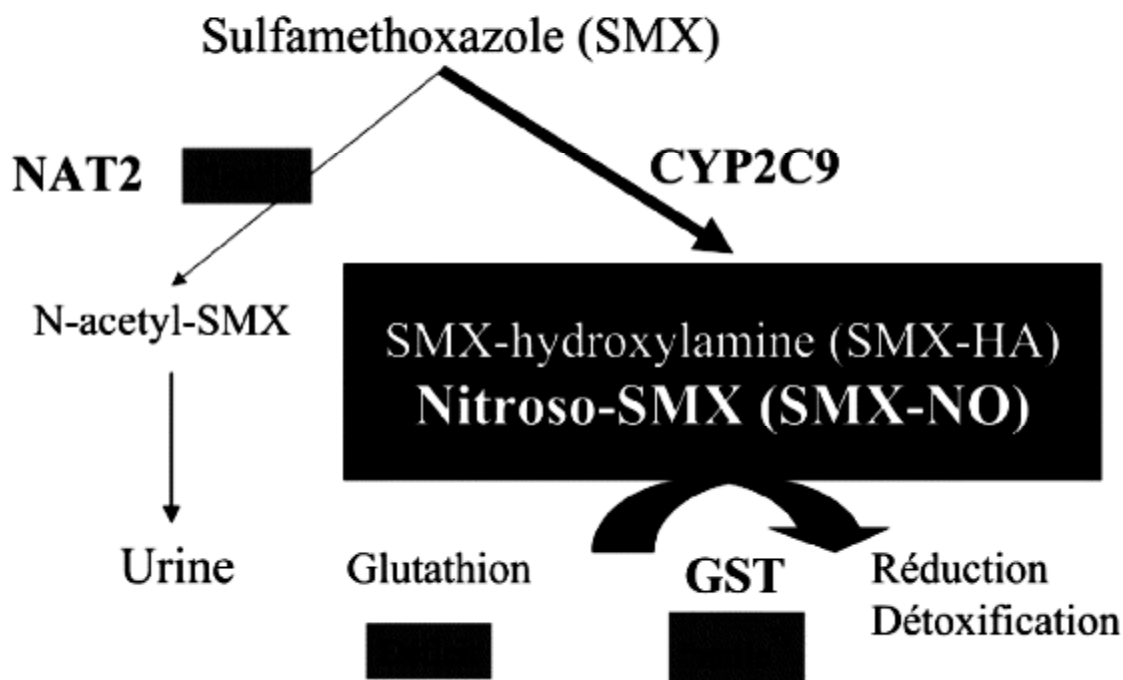 Sulfamethoxazole (SMX)
NAT2
CYP2C9
N-acetyl-SMX
SMX-hydroxylamine (SMX-HA)
Nitroso-SMX (SMX-NO)
Urine
Glutathion
GST
Réduction
Détoxification